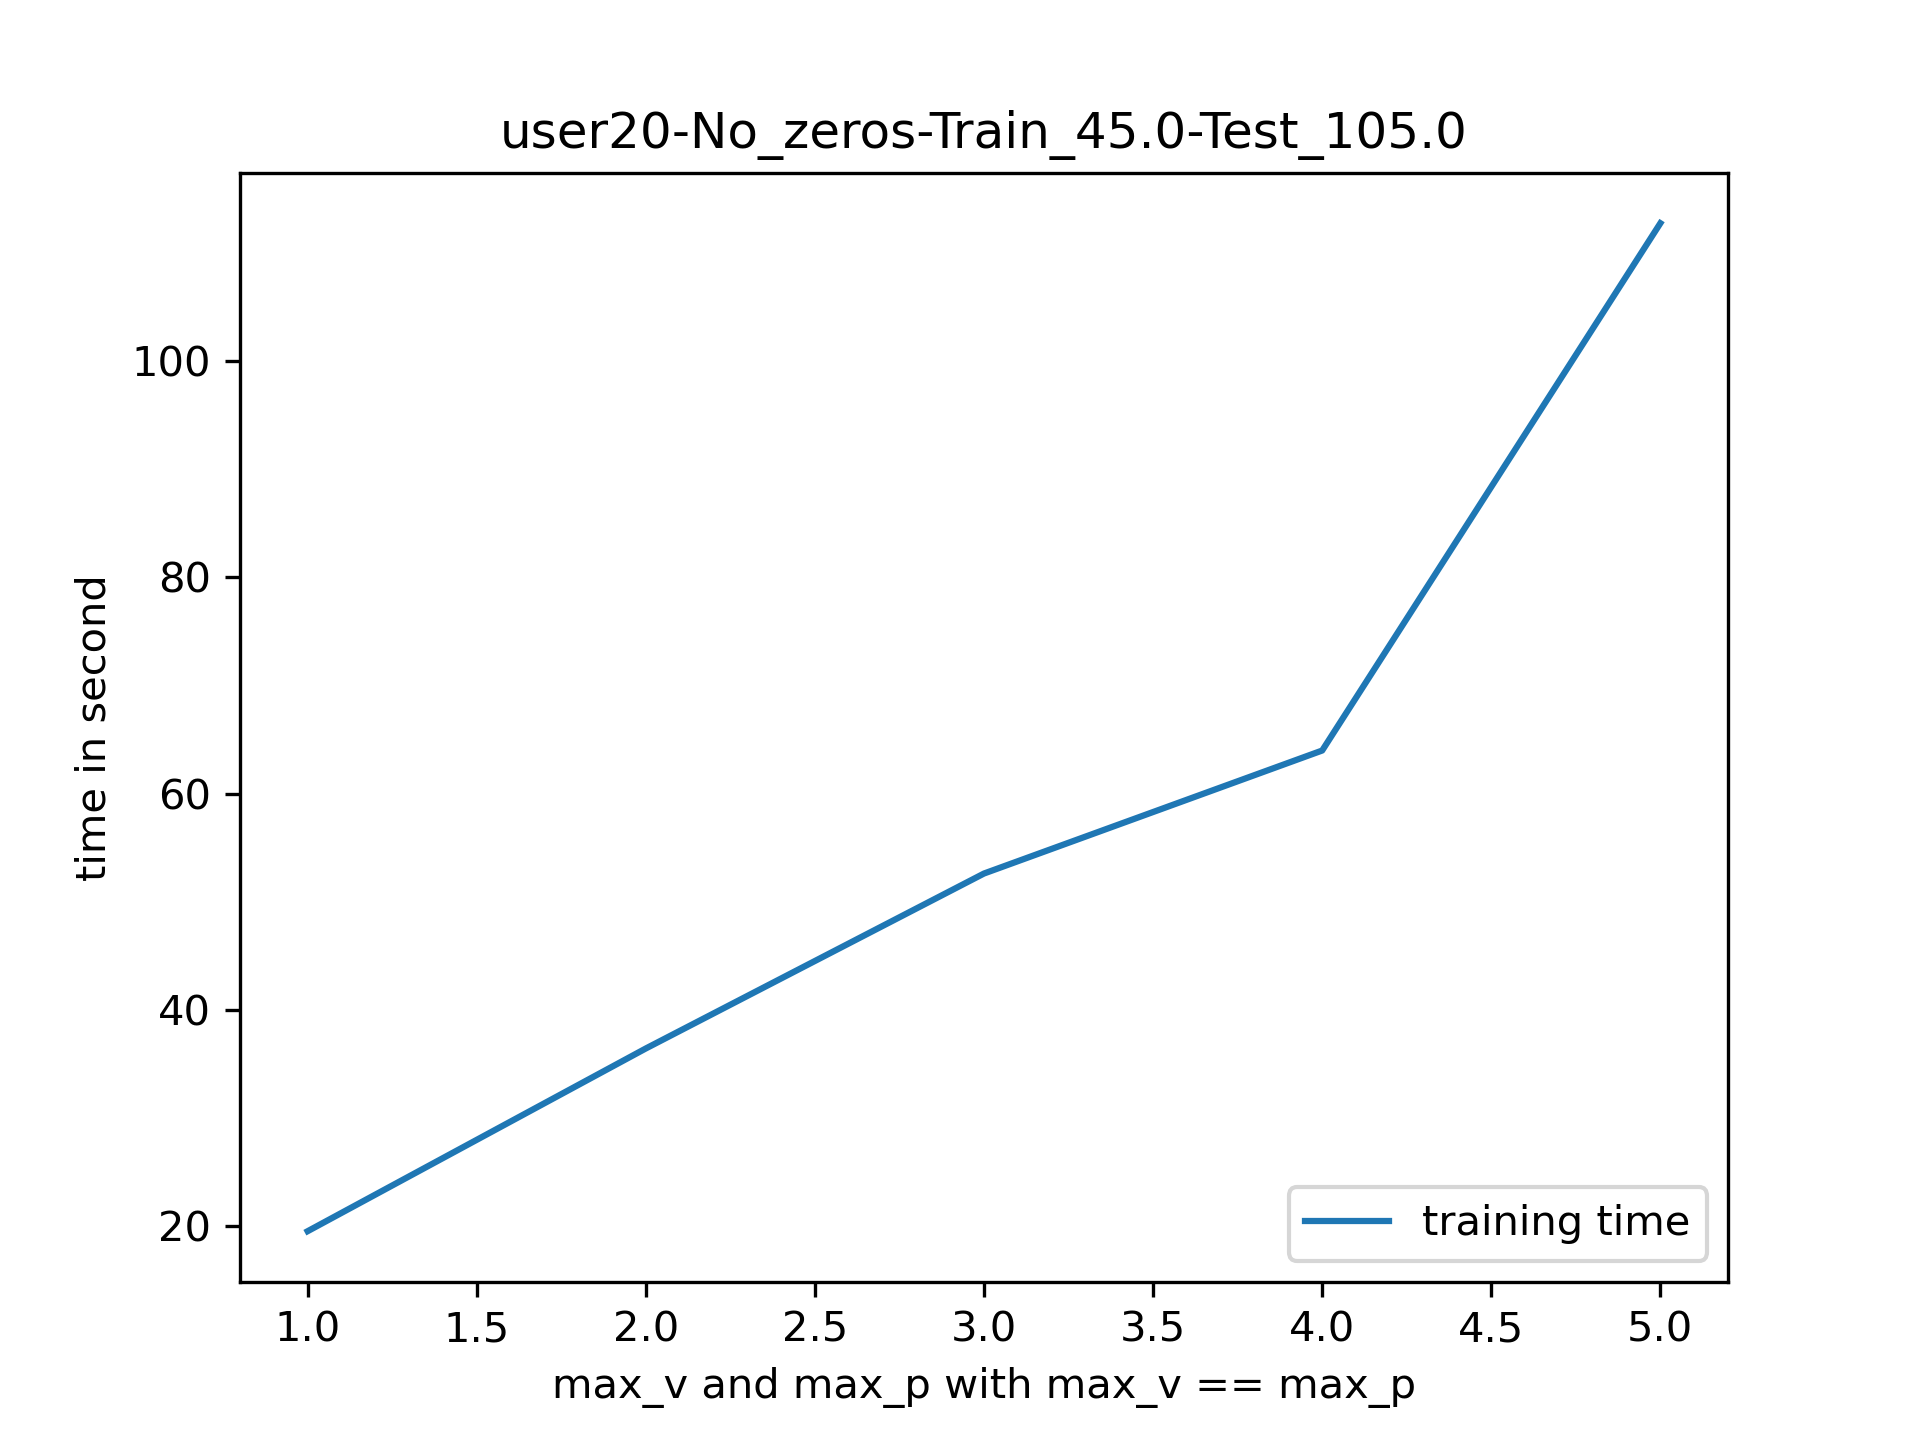 user20-No_zeros-Train_45.0-Test_105.0
time in second
100
80
60
40
20
training time
1.0 1.5 2.0 2.5 3.0 3.5 4.0 4.5 5.0
max_v and max_p with max_v == max_p